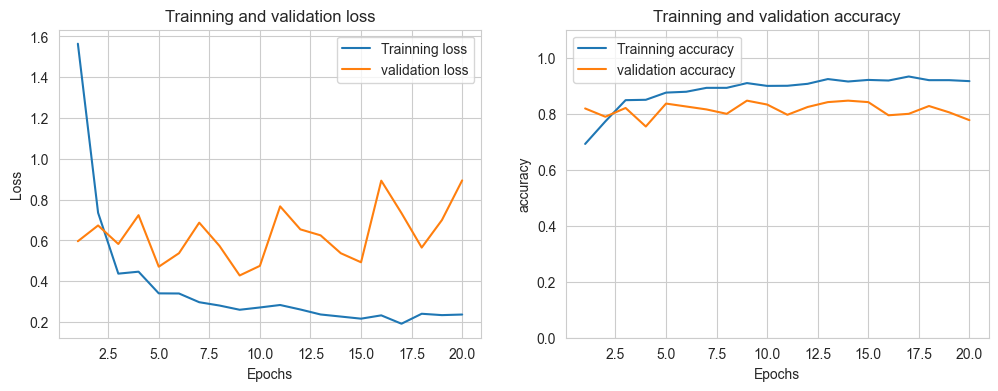 Trainning and validation loss
Trainning loss
validation loss
1.6
1.4
1.2
1.0
0.8
0.6
0.4
0.2
Loss
2.5 5.0 7.5 10.0 12.5 15.0 17.5 20.0
Epochs
Trainning and validation accuracy
Trainning accuracy
validation accuracy
1.0
0.8
0.6
0.4
0.2
0.0
accuracy
2.5 5.0 7.5 10.0 12.5 15.0 17.5 20.0
Epochs